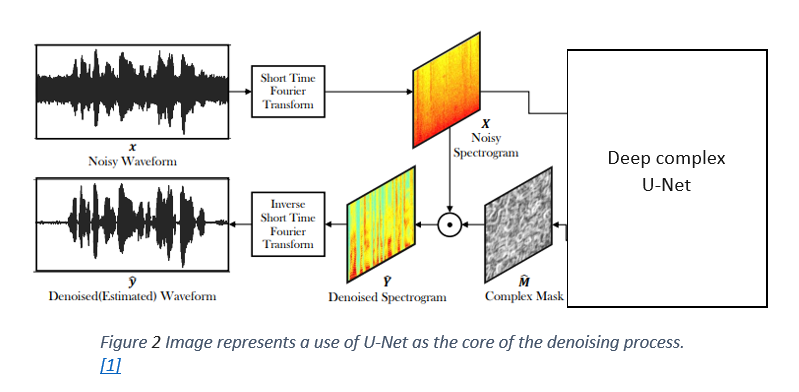 Short Time
Fourier
Transform
x
Noisy Waveform
X
Noisy
Spectrogram
Deep complex
U-Net
Inverse
Short Time
Fourier
Transform
ŷ
Denoised(Estimated) Waveform
Ŷ
Denoised Spectrogram
M̂
Complex Mask
Figure 2 Image represents a use of U-Net as the core of the denoising process.
[1]